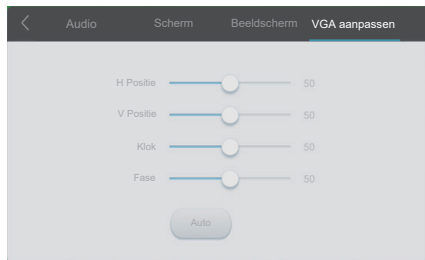 Audio Scherm Beeldscherm VGA aanpassen
H Positie 50
V Positie 50
Klok 50
Fase 50
Auto